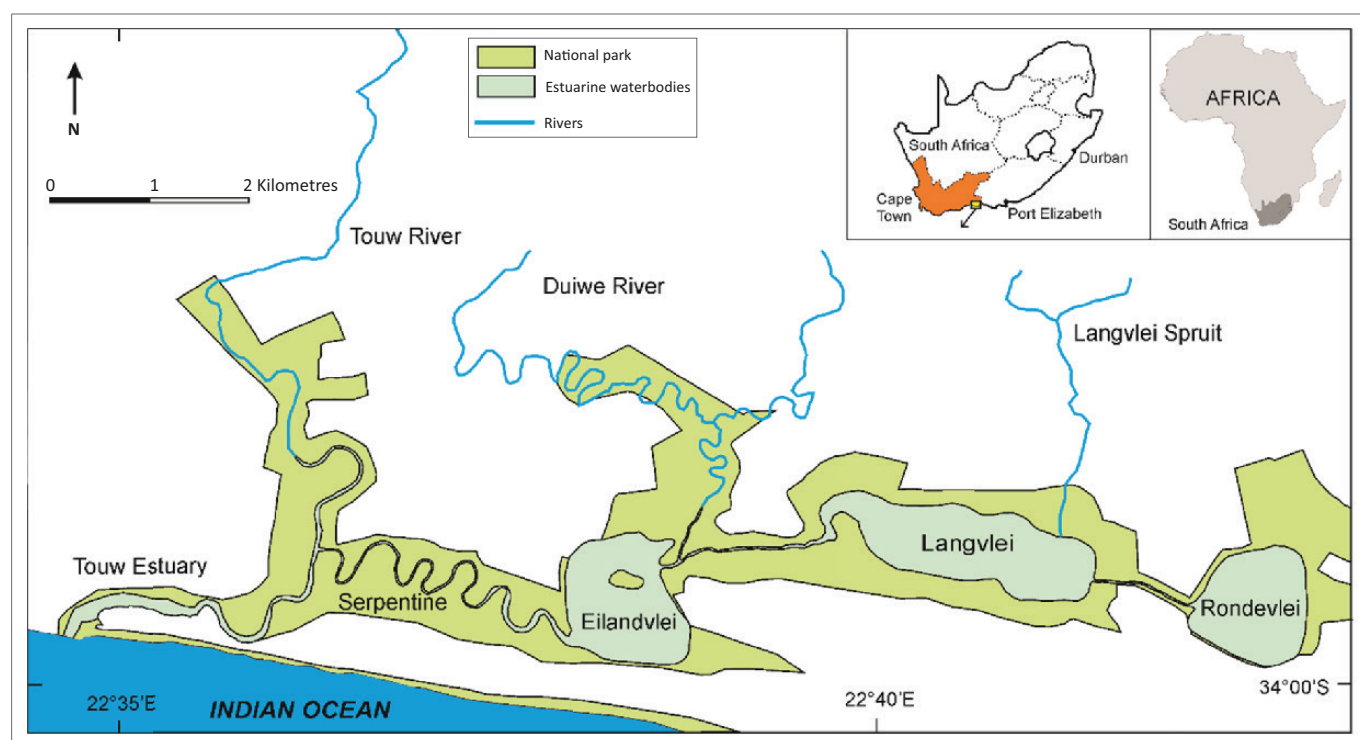 National park
Estuarine waterbodies
Rivers
N
0 1 2 Kilometres
Touw River
Duiwe River
Langvlei Spruit
South Africa
Durban
Cape
Town
Port Elizabeth
AFRICA
South Africa
Touw Estuary
Serpentine
Eilandvlei
Langvlei
Rondevlei
INDIAN OCEAN
22°35'E
22°40'E
34°00'S